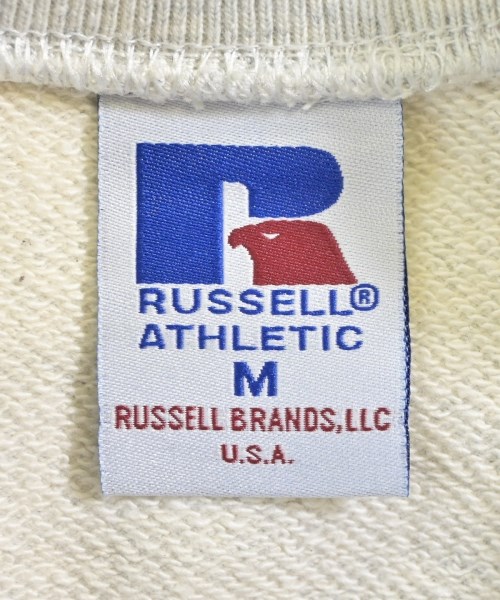 RUSSELL®
ATHLETIC
M
RUSSELL BRANDS, LLC
U.S.A.